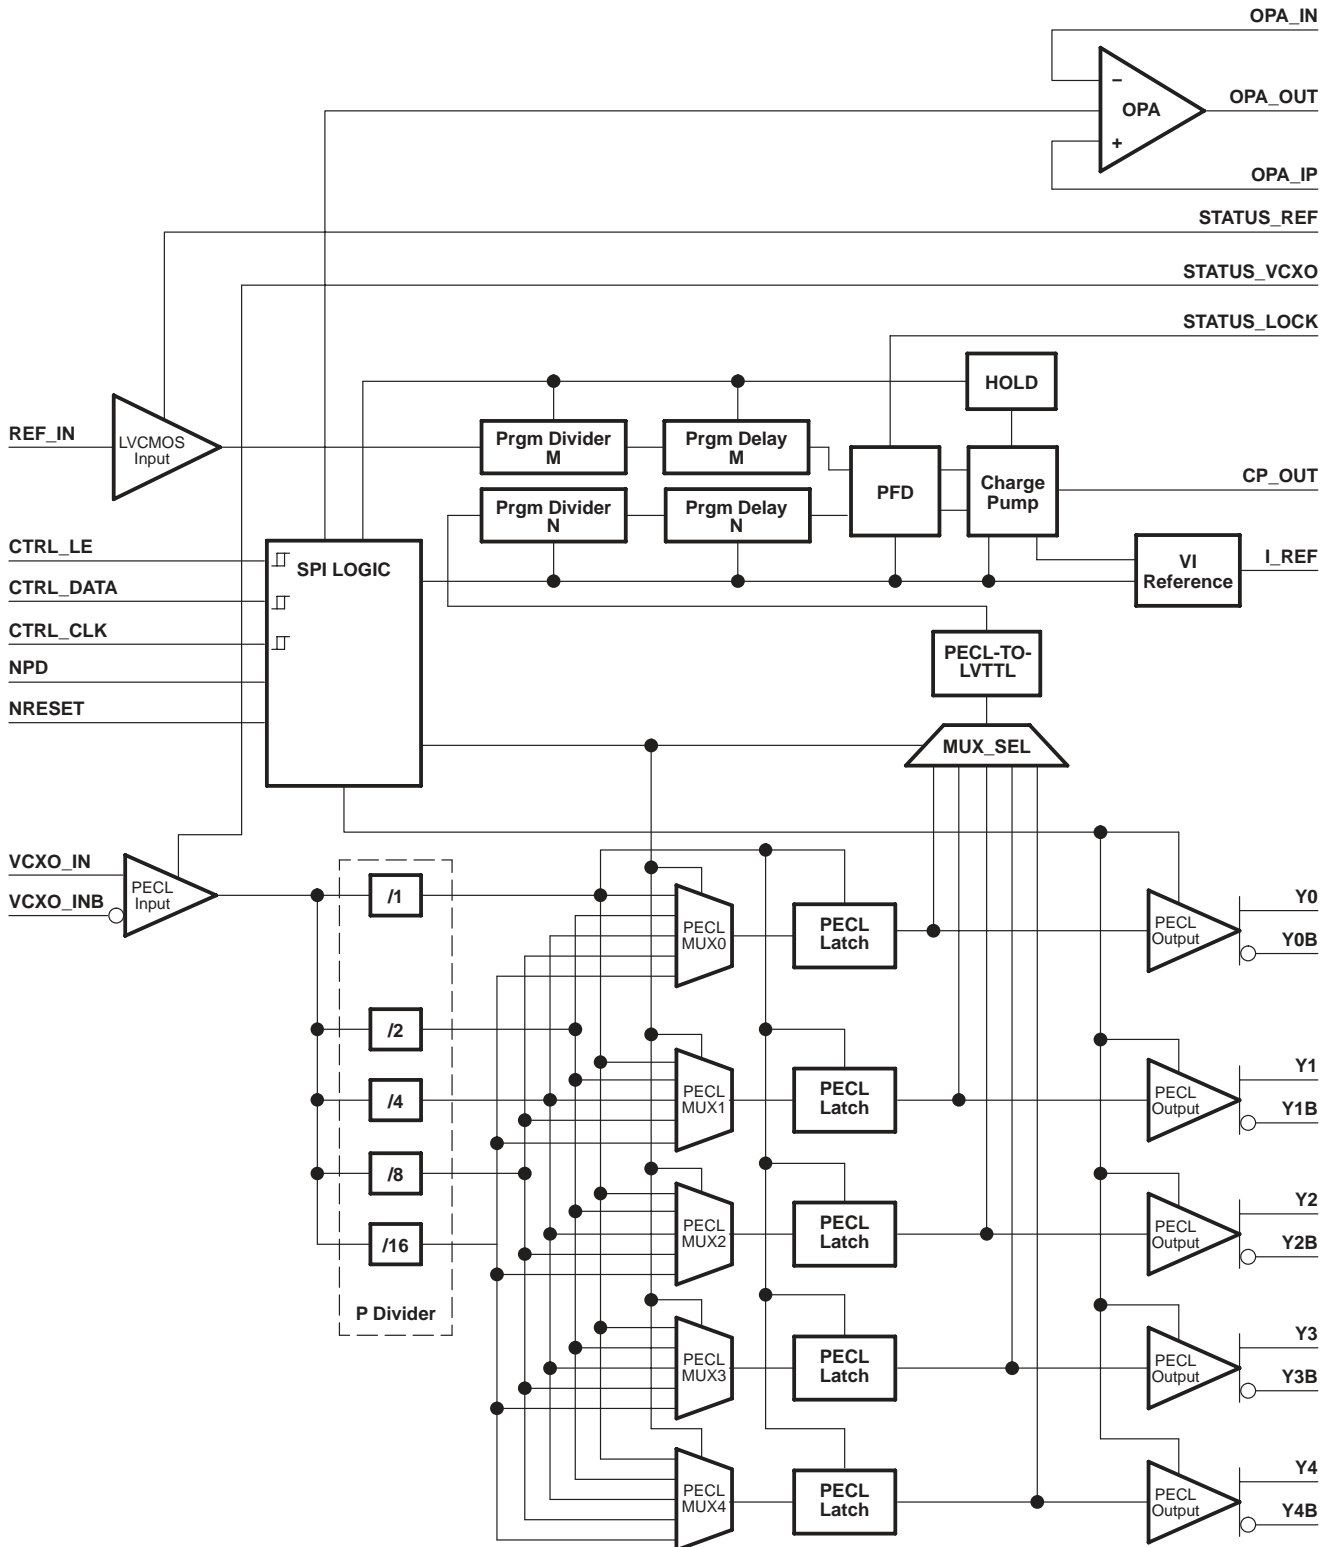 OPA_IN
−
OPA
OPA_OUT
+
OPA_IP
STATUS_REF
STATUS_VCXO
STATUS_LOCK
HOLD
REF_IN
LVCMOS
Input
Prgm Divider
M
Prgm Delay
M
PFD
Charge
Pump
CP_OUT
Prgm Divider
N
Prgm Delay
N
CTRL_LE
SPI LOGIC
VI
Reference
I_REF
CTRL_DATA
CTRL_CLK
NPD
NRESET
PECL-TO-
LVTTL
MUX_SEL
VCXO_IN
VCXO_INB
PECL
Input
/1
PECL
MUX0
PECL
Latch
PECL
Output
Y0
Y0B
/2
/4
PECL
MUX1
PECL
Latch
PECL
Output
Y1
Y1B
/8
/16
P Divider
PECL
MUX2
PECL
Latch
PECL
Output
Y2
Y2B
PECL
MUX3
PECL
Latch
PECL
Output
Y3
Y3B
PECL
MUX4
PECL
Latch
PECL
Output
Y4
Y4B